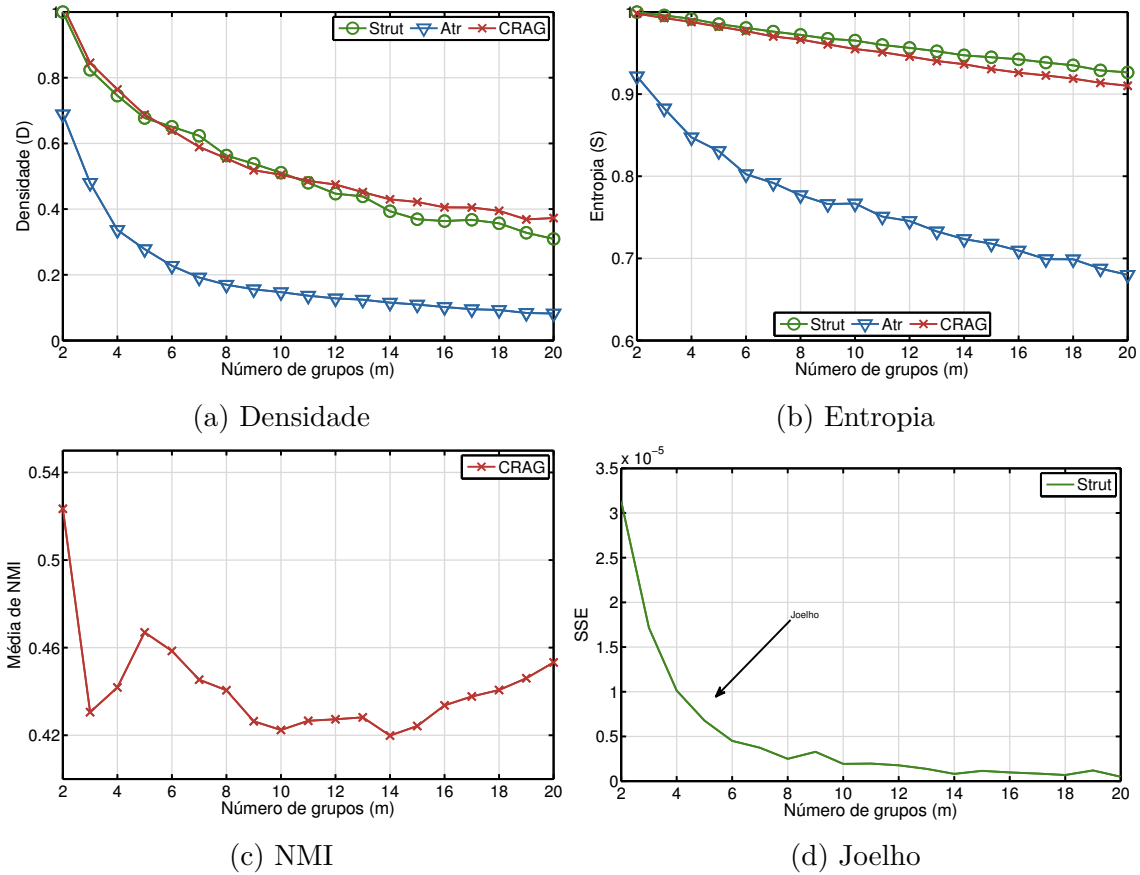 Strut Atr CRAG
Densidade (D)
1
0.8
0.6
0.4
0.2
0
2 4 6 8 10 12 14 16 18 20
Número de grupos (m)
(a) Densidade
Entropia (S)
1
0.9
0.8
0.7
0.6
Strut Atr CRAG
2 4 6 8 10 12 14 16 18 20
Número de grupos (m)
(b) Entropia
CRAG
Média de NMI
0.54
0.5
0.46
0.42
2 4 6 8 10 12 14 16 18 20
Número de grupos (m)
(c) NMI
x 10⁻⁵
Strut
SSE
3.5
3
2.5
2
1.5
1
0.5
0
Joelho
2 4 6 8 10 12 14 16 18 20
Número de grupos (m)
(d) Joelho